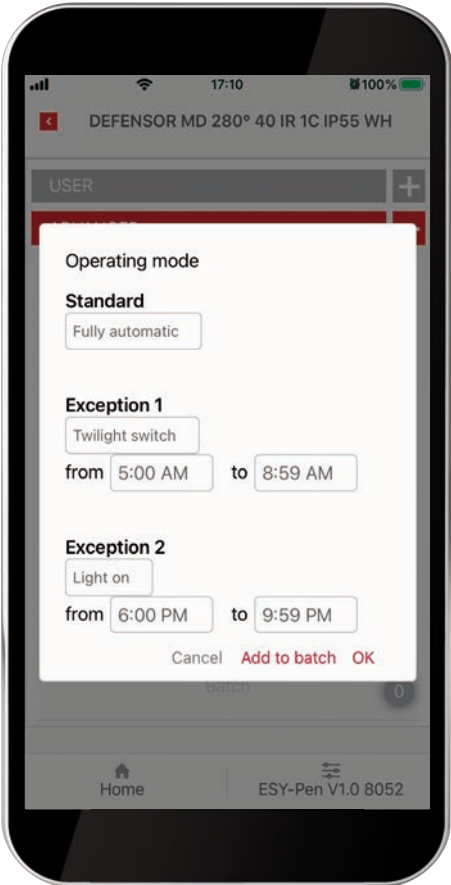 17:10
100%
DEFENSOR MD 280° 40 IR 1C IP55 WH
USER
Operating mode
Standard
Fully automatic
Exception 1
Twilight switch
from 5:00 AM to 8:59 AM
Exception 2
Light on
from 6:00 PM to 9:59 PM
Cancel Add to batch OK
Batch
0
Home
ESY-Pen V1.0 8052